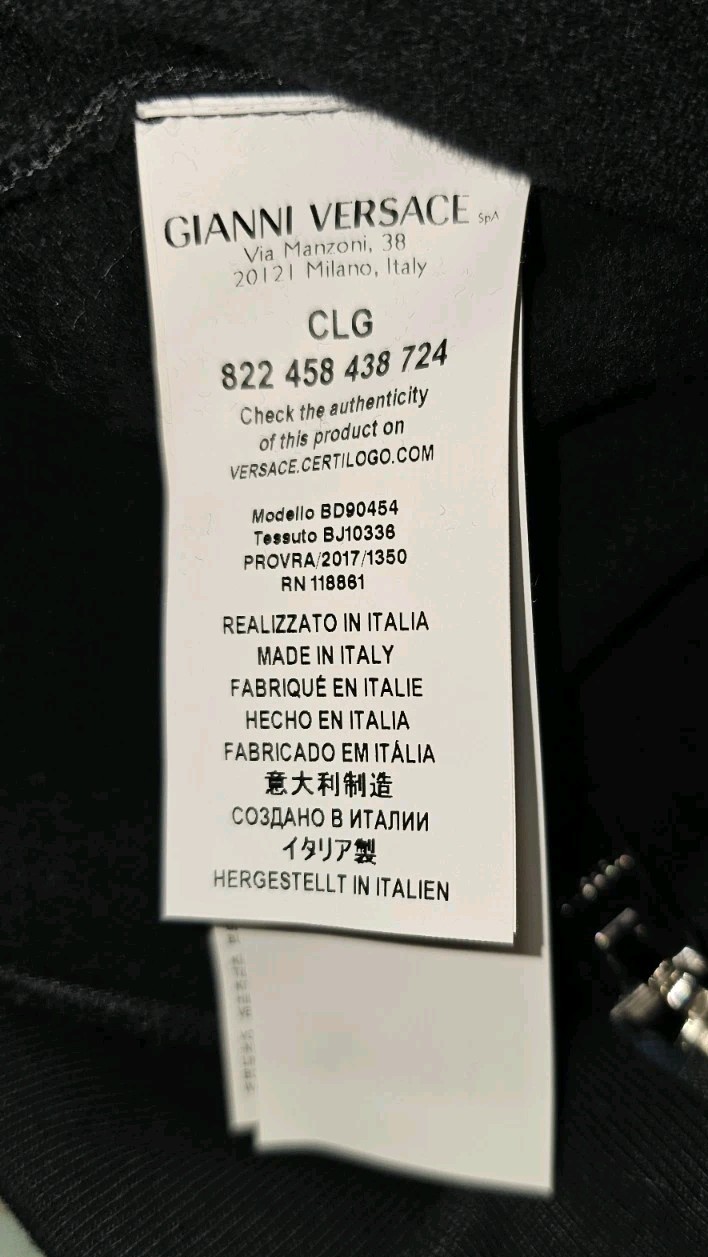 GIANNI VERSACE SpA
Via Manzoni, 38
20121 Milano, Italy
CLG
822 458 438 724
Check the authenticity
of this product on
VERSACE.CERTILOGO.COM
Modello BD90454
Tessuto BJ10336
PROVRA/2017/1350
RN 118861
REALIZZATO IN ITALIA
MADE IN ITALY
FABRIQUÉ EN ITALIE
HECHO EN ITALIA
FABRICADO EM ITÁLIA
意大利制造
СОЗДАНО В ИТАЛИИ
イタリア製
HERGESTELLT IN ITALIEN